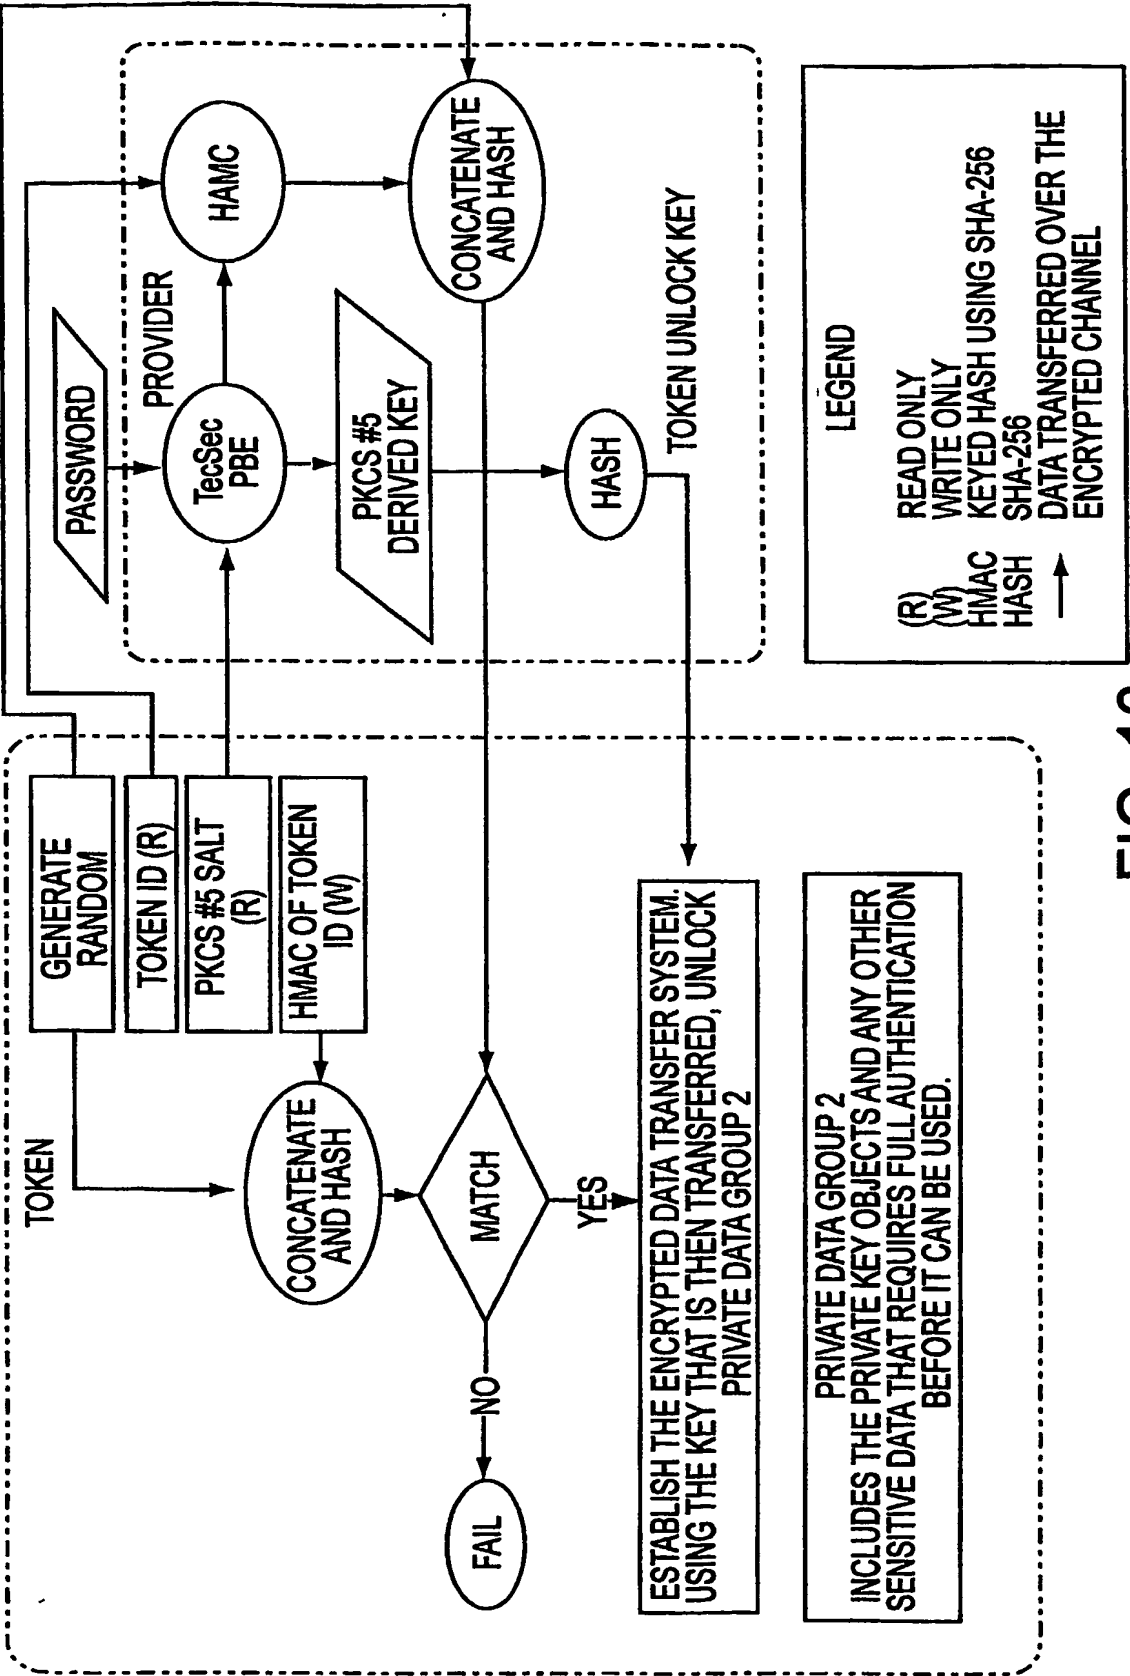 TOKEN
GENERATE
RANDOM
TOKEN ID (R)
PKCS #5 SALT
(R)
HMAC OF TOKEN
ID (W)
CONCATENATE
AND HASH
MATCH
NO
FAIL
YES
ESTABLISH THE ENCRYPTED DATA TRANSFER SYSTEM.
USING THE KEY THAT IS THEN TRANSFERRED, UNLOCK
PRIVATE DATA GROUP 2
PRIVATE DATA GROUP 2
INCLUDES THE PRIVATE KEY OBJECTS AND ANY OTHER
SENSITIVE DATA THAT REQUIRES FULL AUTHENTICATION
BEFORE IT CAN BE USED.
PASSWORD
PROVIDER
TecSec
PBE
HAMC
PKCS #5
DERIVED KEY
CONCATENATE
AND HASH
HASH
TOKEN UNLOCK KEY
LEGEND
(R) READ ONLY
(W) WRITE ONLY
HMAC KEYED HASH USING SHA-256
HASH SHA-256
DATA TRANSFERRED OVER THE
ENCRYPTED CHANNEL